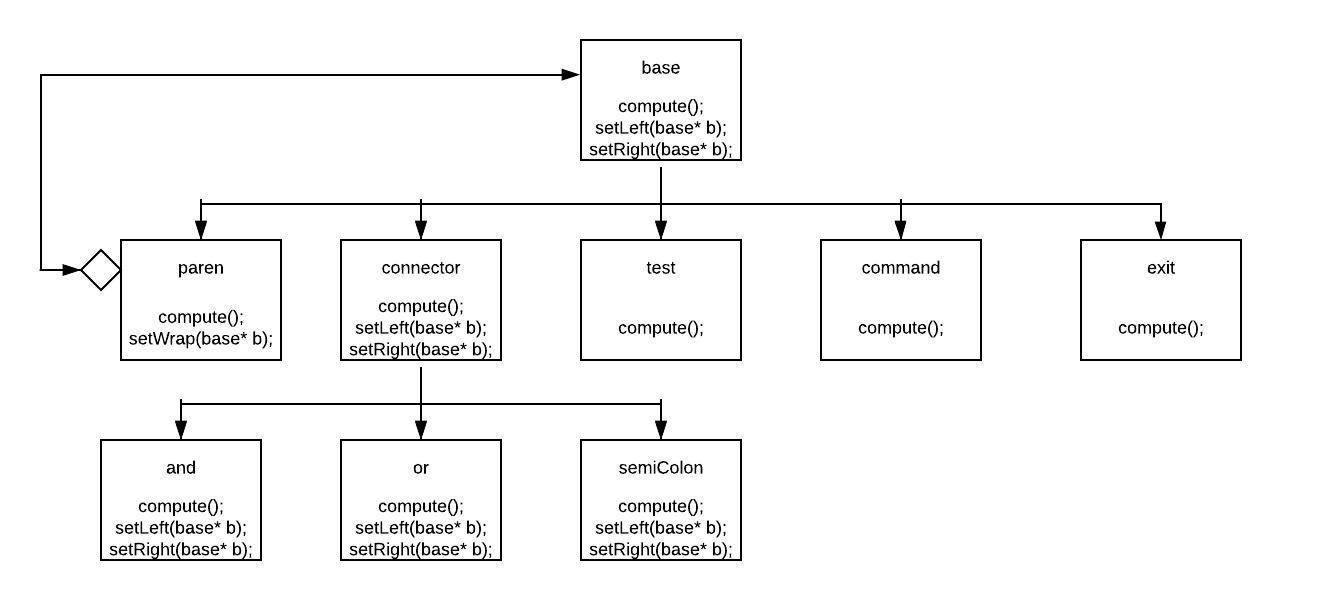 base
compute();
setLeft(base* b);
setRight(base* b);
paren
compute();
setWrap(base* b);
connector
compute();
setLeft(base* b);
setRight(base* b);
test
compute();
command
compute();
exit
compute();
and
compute();
setLeft(base* b);
setRight(base* b);
or
compute();
setLeft(base* b);
setRight(base* b);
semiColon
compute();
setLeft(base* b);
setRight(base* b);